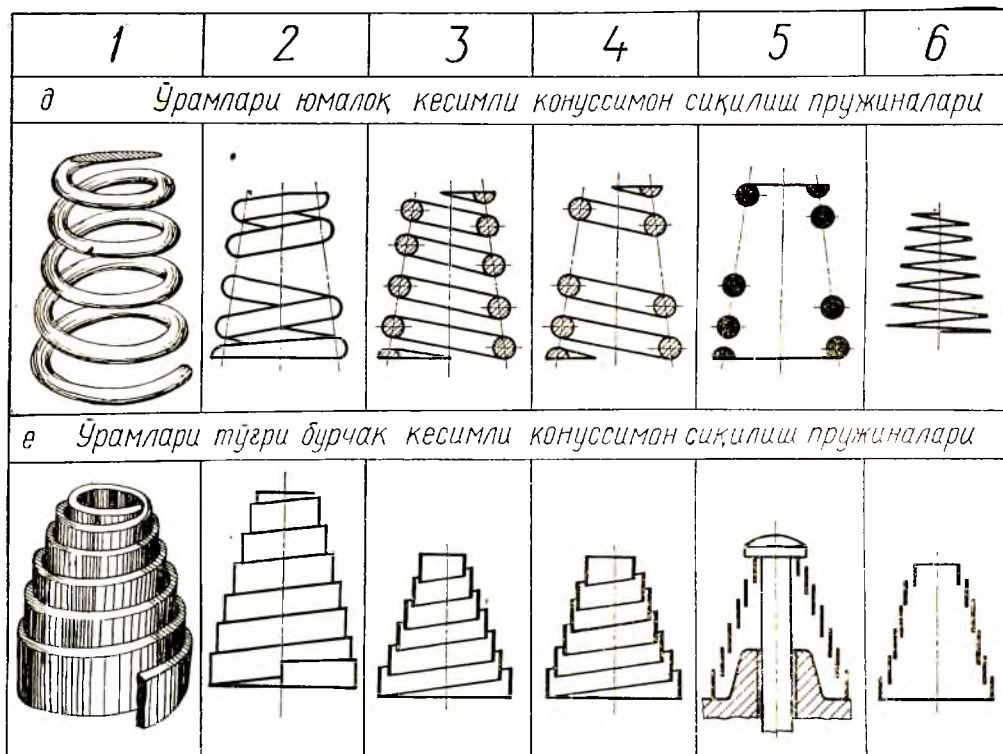 1 2 3 4 5 6
д Ўрамлари юмалоқ кесимли конуссимон сиқилиш пружиналари
е Ўрамлари тўғри бурчак кесимли конуссимон сиқилиш пружиналари